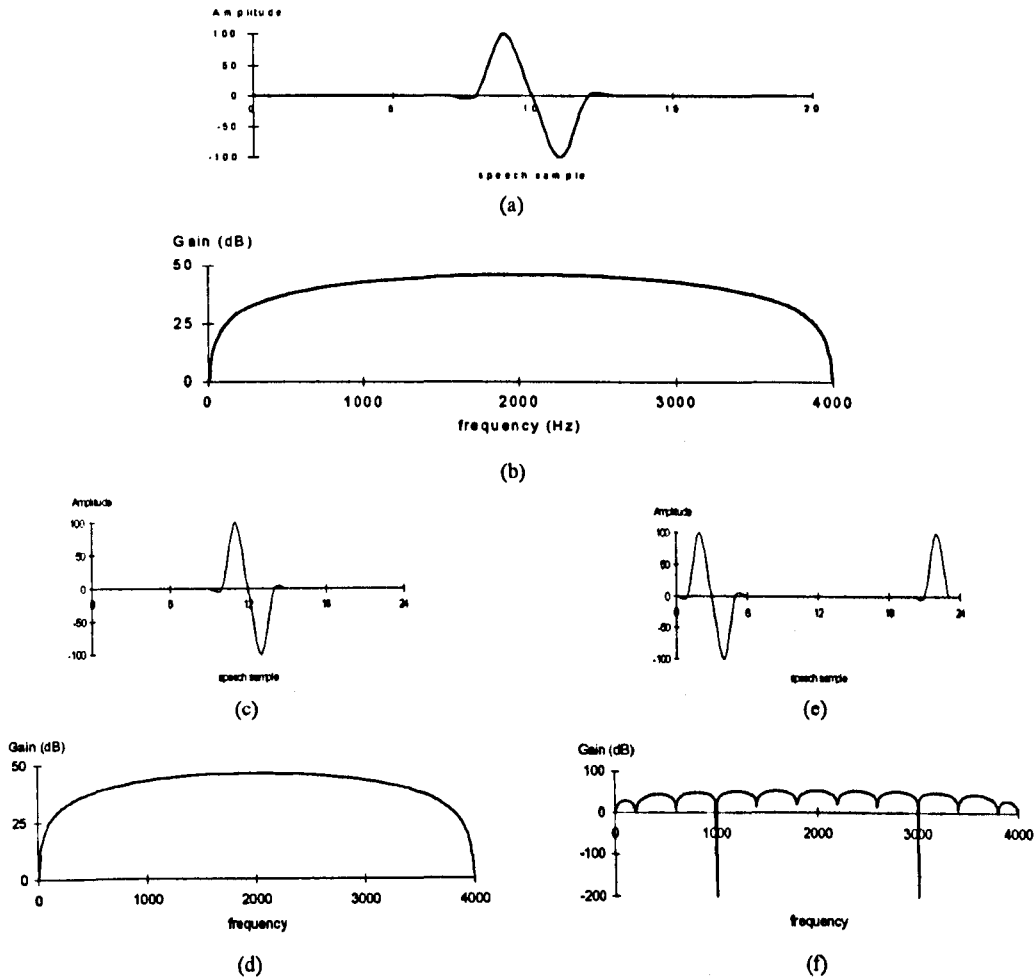 Amplitude
100
50
0
-50
-100
0 5 10 15 20
speech sample
(a)
Gain (dB)
50
25
0
0 1000 2000 3000 4000
frequency (Hz)
(b)
Amplitude
100
50
0
-50
-100
0 6 12 18 24
speech sample
(c)
Amplitude
100
50
0
-50
-100
0 6 12 18 24
speech sample
(e)
Gain (dB)
50
25
0
0 1000 2000 3000 4000
frequency
(d)
Gain (dB)
100
0
-100
-200
0 1000 2000 3000 4000
frequency
(f)